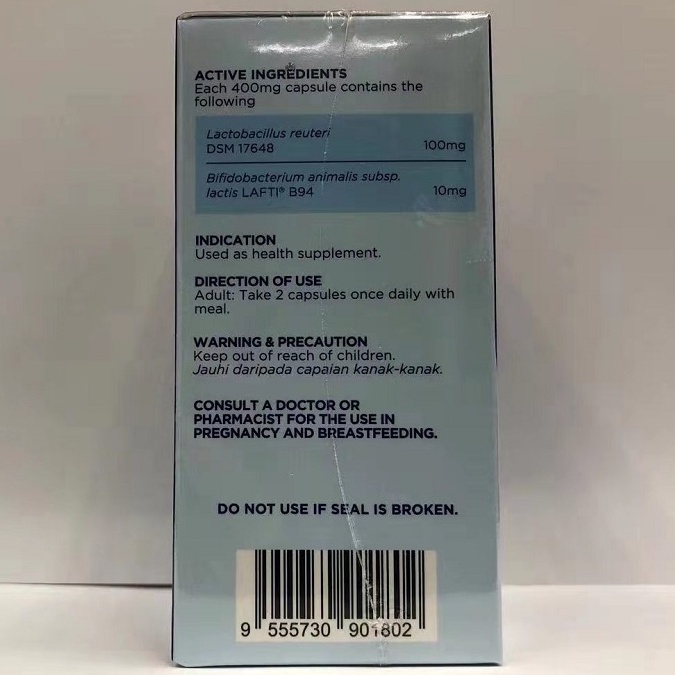 ACTIVE INGREDIENTS
Each 400mg capsule contains the
following
Lactobacillus reuteri
DSM 17648 100mg
Bifidobacterium animalis subsp.
lactis LAFTI® B94 10mg
INDICATION
Used as health supplement.
DIRECTION OF USE
Adult: Take 2 capsules once daily with
meal.
WARNING & PRECAUTION
Keep out of reach of children.
Jauhi daripada capaian kanak-kanak.
CONSULT A DOCTOR OR
PHARMACIST FOR THE USE IN
PREGNANCY AND BREASTFEEDING.
DO NOT USE IF SEAL IS BROKEN.
9 555730 901802